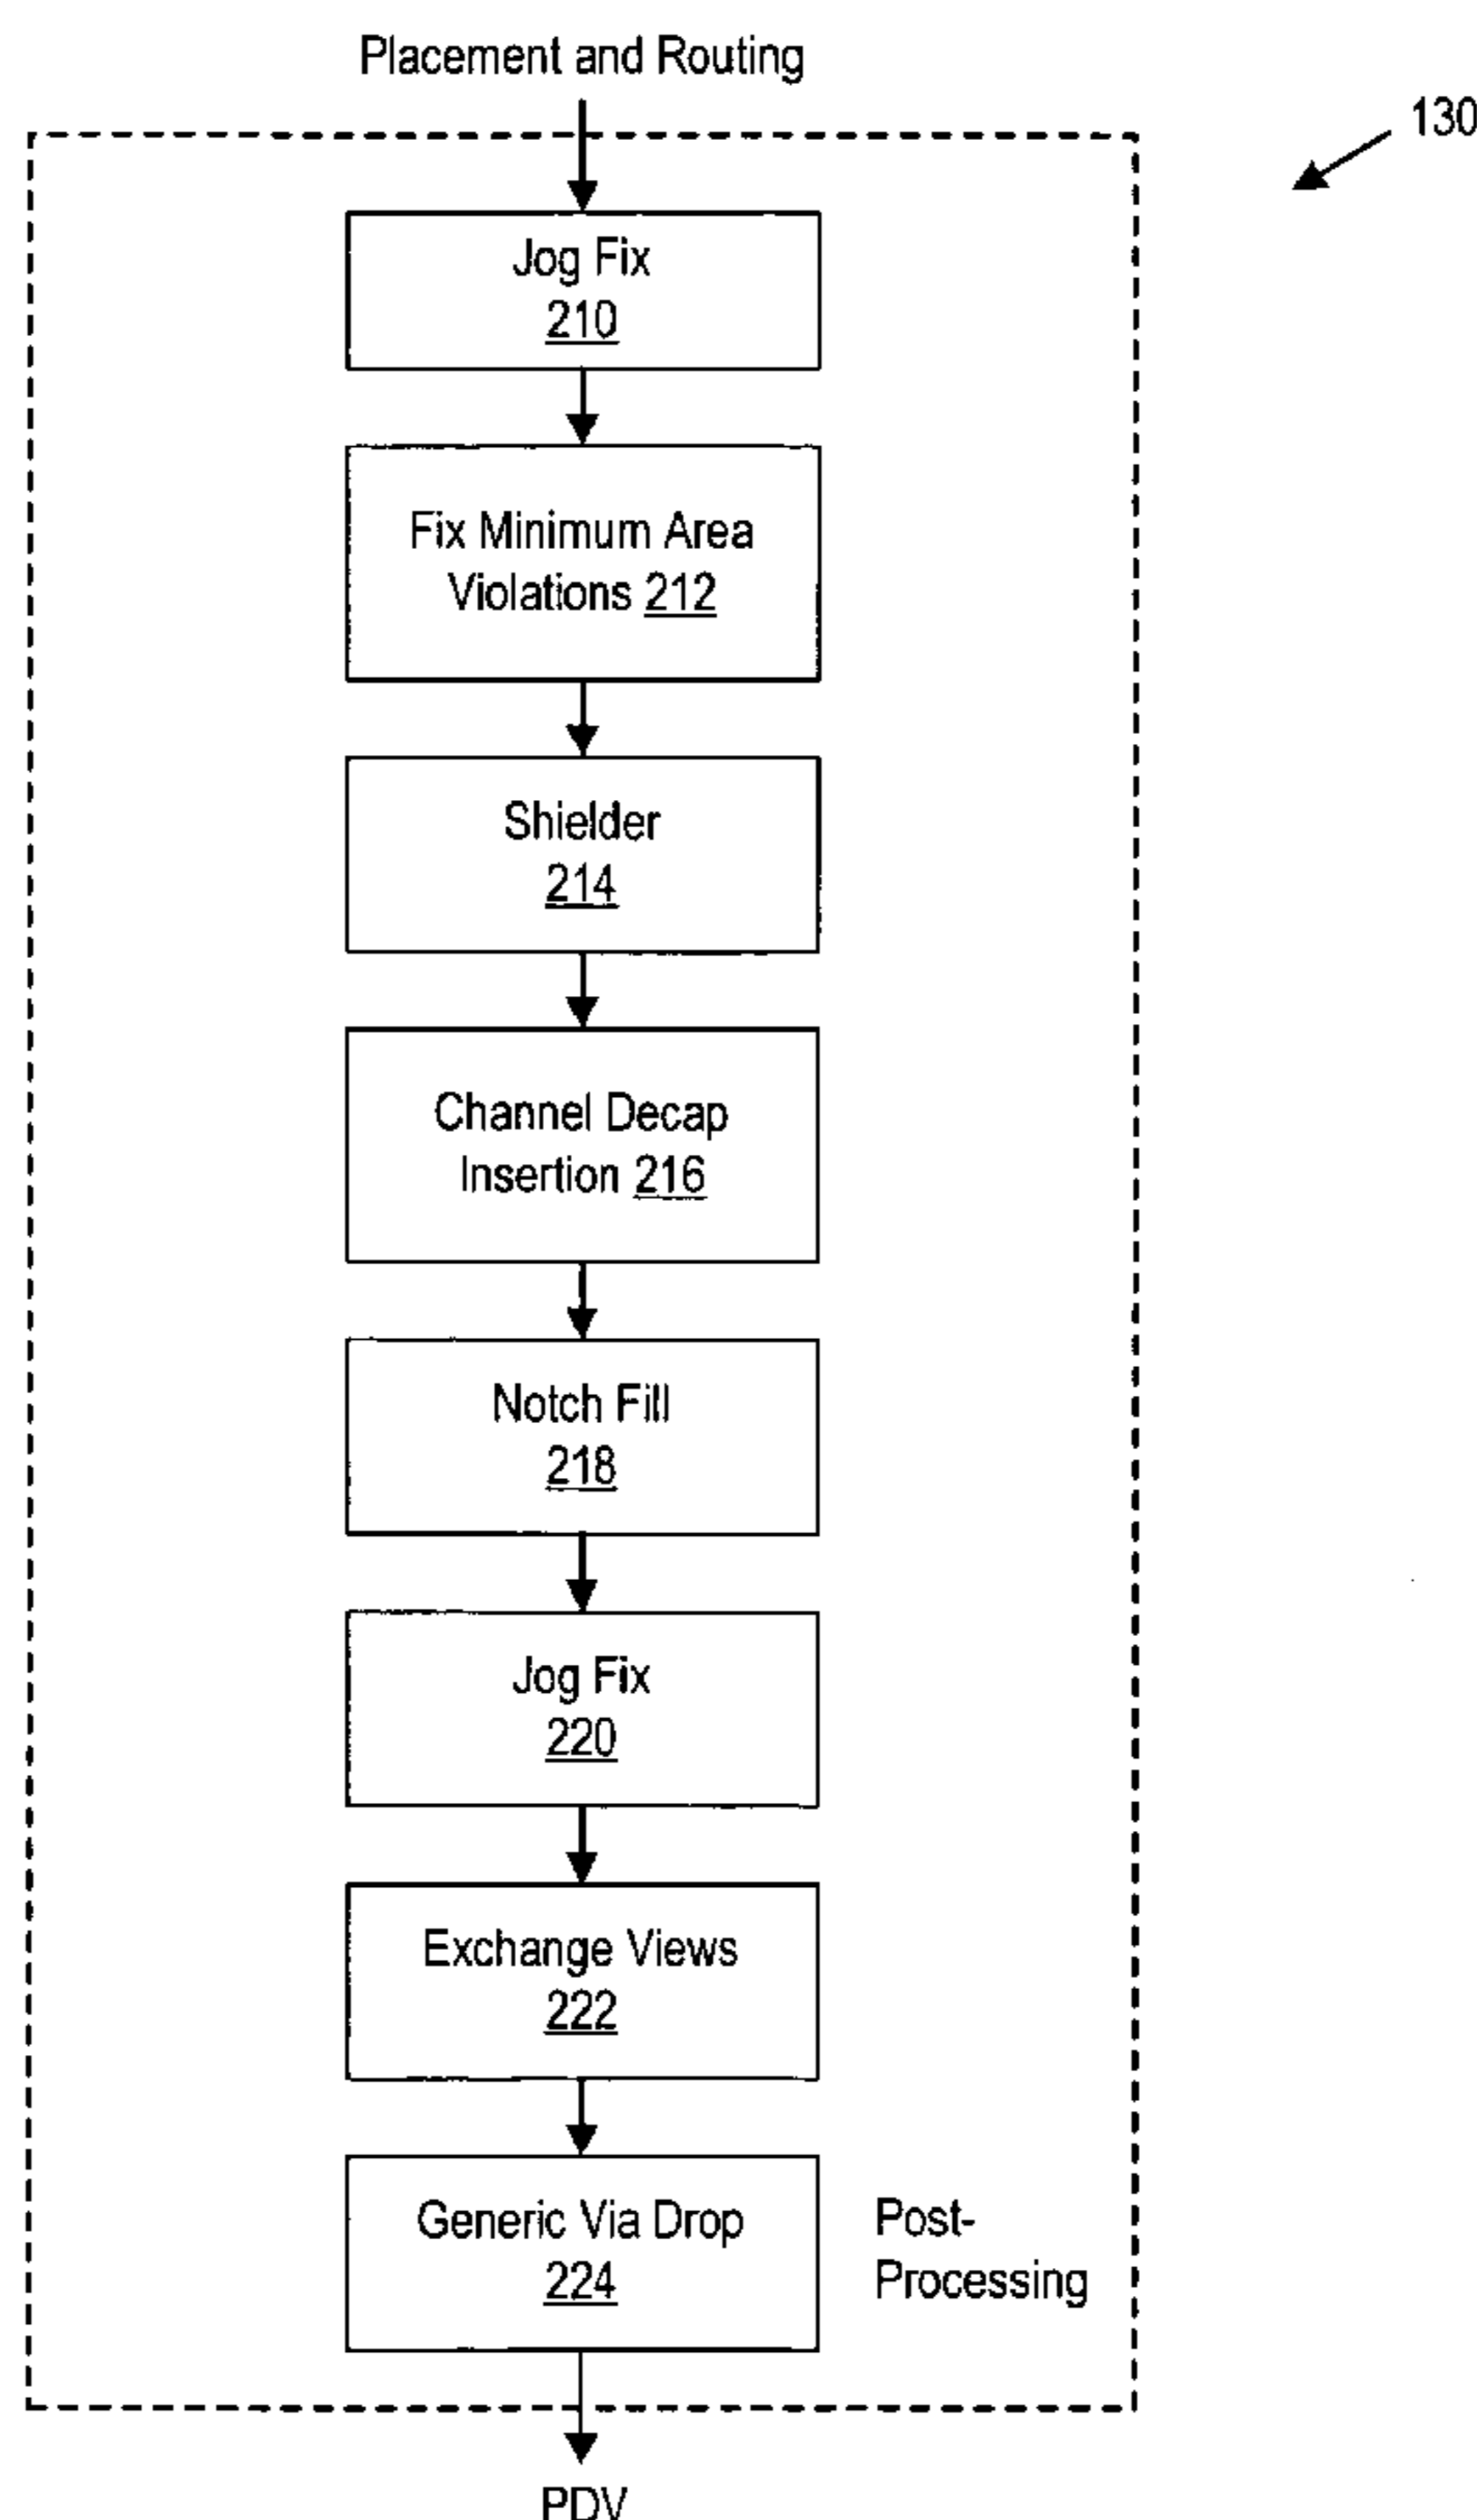 Placement and Routing
130
Jog Fix
210
Fix Minimum Area
Violations 212
Shielder
214
Channel Decap
Insertion 216
Notch Fill
218
Jog Fix
220
Exchange Views
222
Generic Via Drop
224
Post-
Processing
PDV